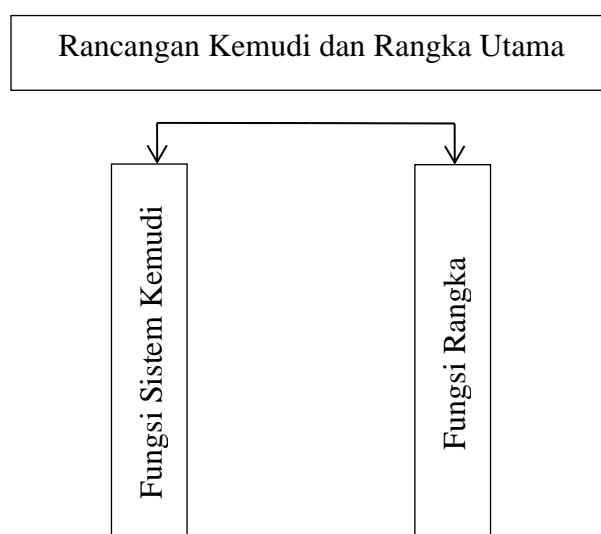 Rancangan Kemudi dan Rangka Utama
Fungsi Sistem Kemudi
Fungsi Rangka